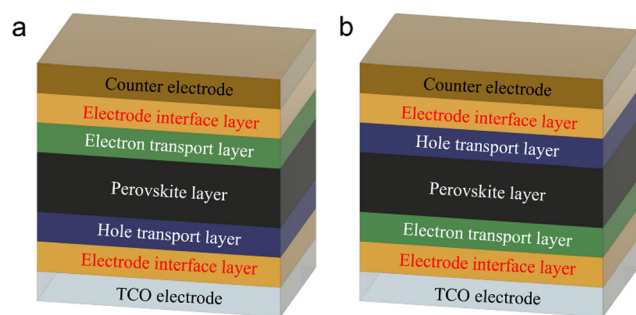 a
Counter electrode
Electrode interface layer
Electron transport layer
Perovskite layer
Hole transport layer
Electrode interface layer
TCO electrode
b
Counter electrode
Electrode interface layer
Hole transport layer
Perovskite layer
Electron transport layer
Electrode interface layer
TCO electrode